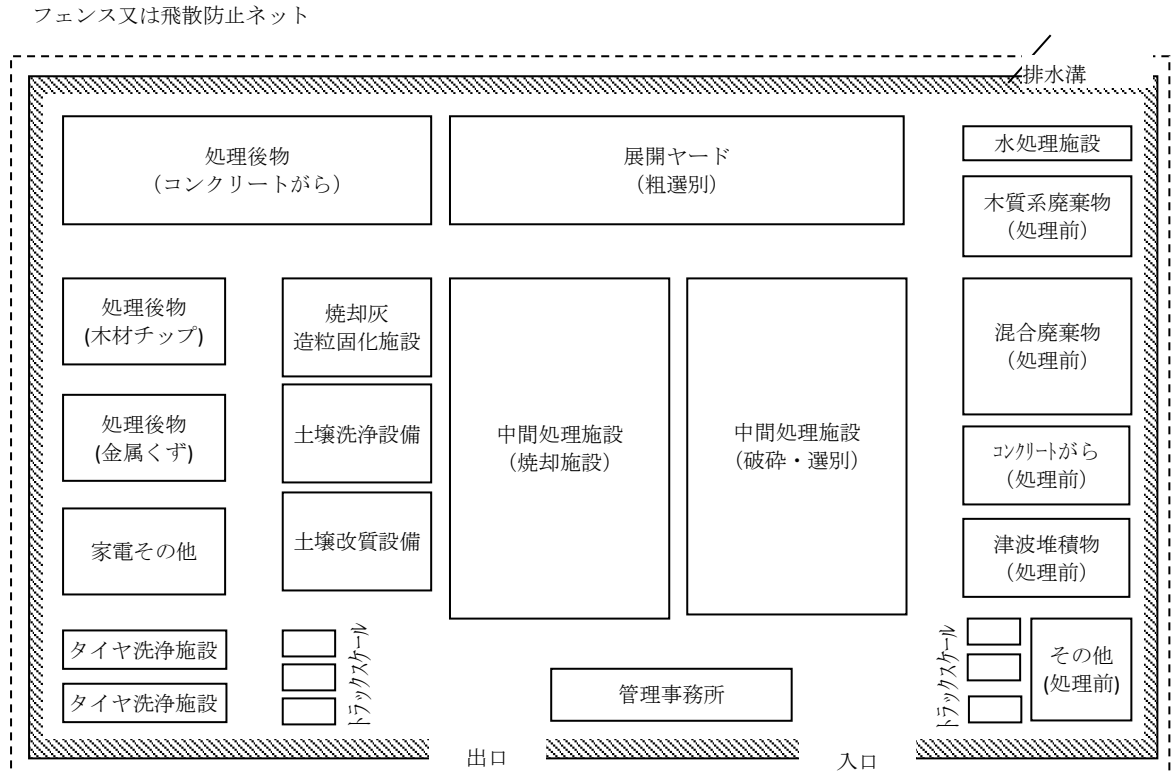 フェンス又は飛散防止ネット
排水溝
処理後物
（コンクリートがら）
展開ヤード
（粗選別）
水処理施設
木質系廃棄物
（処理前）
処理後物
(木材チップ)
焼却灰
造粒固化施設
中間処理施設
（焼却施設）
中間処理施設
（破砕・選別）
混合廃棄物
（処理前）
処理後物
(金属くず)
土壌洗浄設備
ｺﾝｸﾘｰﾄがら
（処理前）
家電その他
土壌改質設備
津波堆積物
（処理前）
タイヤ洗浄施設
タイヤ洗浄施設
トラックスケール
管理事務所
トラックスケール
その他
(処理前)
出口
入口